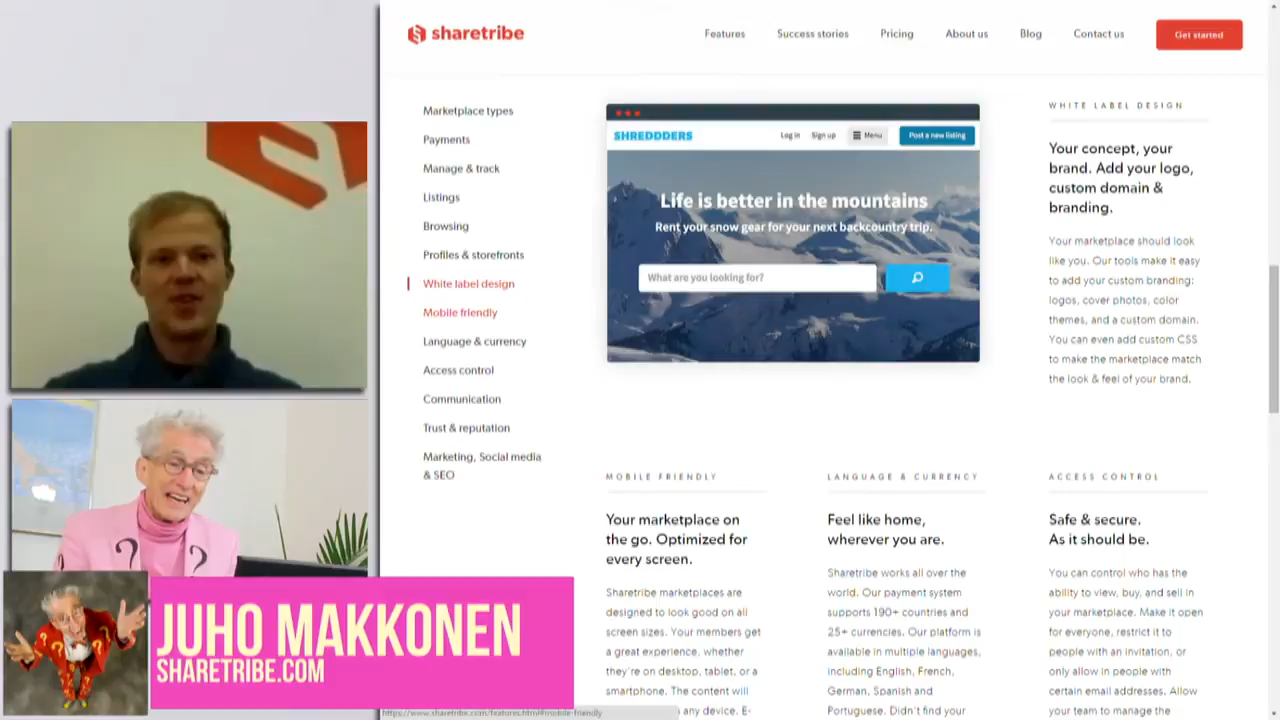 sharetribe
Features
Success stories
Pricing
About us
Blog
Contact us
Get started
Marketplace types
Payments
Manage & track
Listings
Browsing
Profiles & storefronts
White label design
Mobile friendly
Language & currency
Access control
Communication
Trust & reputation
Marketing, Social media
& SEO
SHREDDDERS
Log in
Sign up
Menu
Post a new listing
Life is better in the mountains
Rent your snow gear for your next backcountry trip.
What are you looking for?
WHITE LABEL DESIGN
Your concept, your
brand. Add your logo,
custom domain &
branding.
Your marketplace should look
like you. Our tools make it easy
to add your custom branding:
logos, cover photos, color
themes, and a custom domain.
You can even add custom CSS
to make the marketplace match
the look & feel of your brand.
MOBILE FRIENDLY
Your marketplace on
the go. Optimized for
every screen.
Sharetribe marketplaces are
designed to look good on all
screen sizes. Your members get
a great experience, whether
they're on desktop, tablet, or a
smartphone. The content will
any device. E-
LANGUAGE & CURRENCY
Feel like home,
wherever you are.
Sharetribe works all over the
world. Our payment system
supports 190+ countries and
25+ currencies. Our platform is
available in multiple languages,
including English, French,
German, Spanish and
Portuguese. Didn't find your
ACCESS CONTROL
Safe & secure.
As it should be.
You can control who has the
ability to view, buy, and sell in
your marketplace. Make it open
for everyone, restrict it to
people with an invitation, or
only allow in people with
certain email addresses. Allow
your team to manage the
? ?
JUHO MAKKONEN
SHARETRIBE.COM
https://www.sharetribe.com/features.html#mobile-friendly